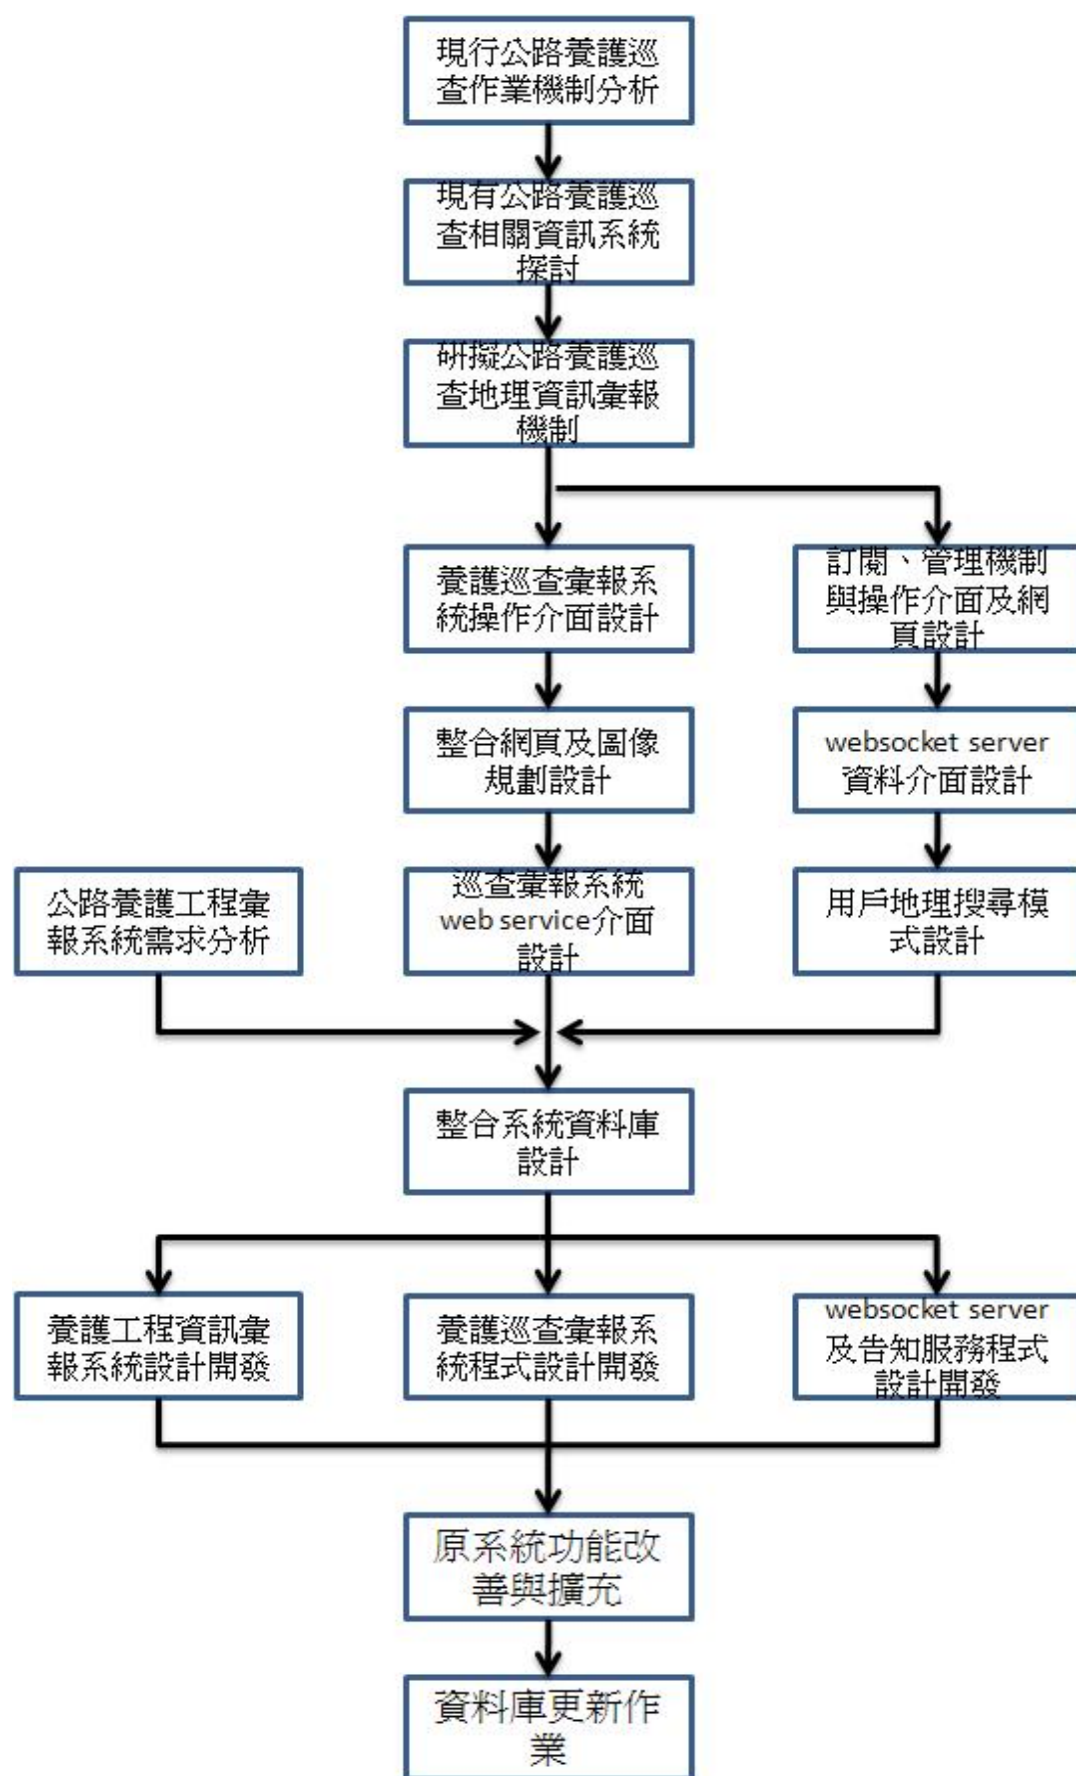 現行公路養護巡
查作業機制分析
現有公路養護巡
查相關資訊系統
探討
研擬公路養護巡
查地理資訊彙報
機制
養護巡查彙報系
統操作介面設計
訂閱、管理機制
與操作介面及網
頁設計
整合網頁及圖像
規劃設計
websocket server
資料介面設計
公路養護工程彙
報系統需求分析
巡查彙報系統
web service介面
設計
用戶地理搜尋模
式設計
整合系統資料庫
設計
養護工程資訊彙
報系統設計開發
養護巡查彙報系
統程式設計開發
websocket server
及告知服務程式
設計開發
原系統功能改
善與擴充
資料庫更新作
業